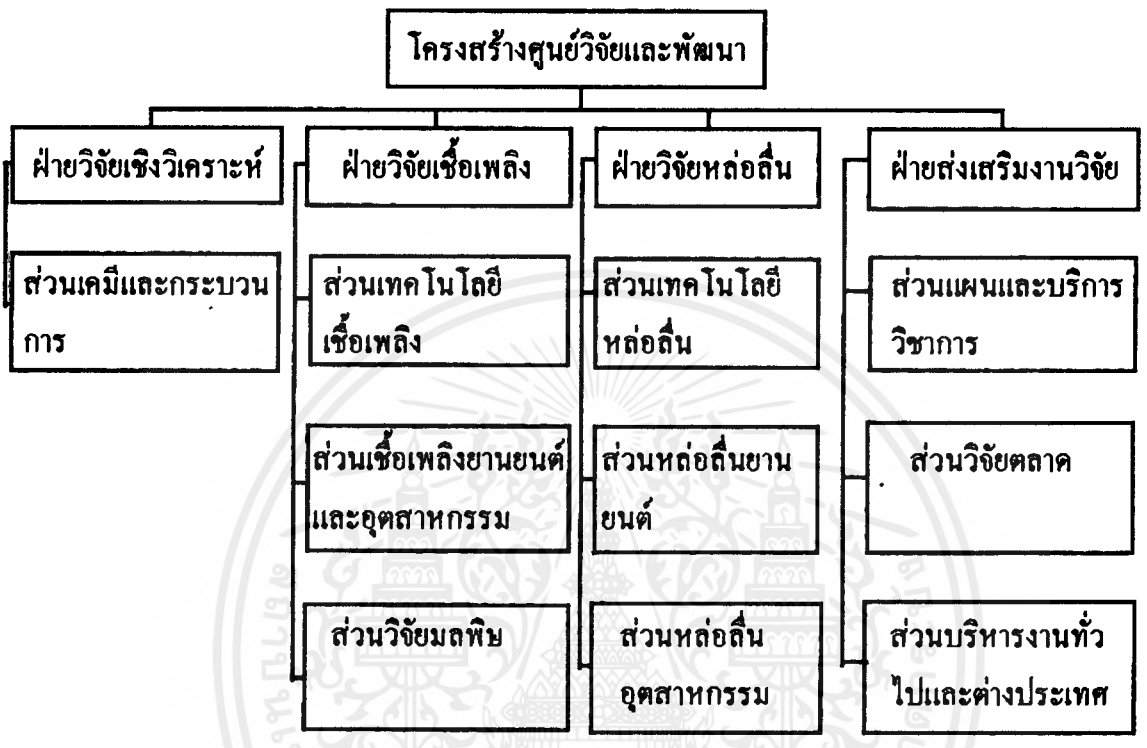 โครงสร้างศูนย์วิจัยและพัฒนา
ฝ่ายวิจัยเชิงวิเคราะห์
ฝ่ายวิจัยเชื้อเพลิง
ฝ่ายวิจัยหล่อลื่น
ฝ่ายส่งเสริมงานวิจัย
ส่วนเคมีและกระบวน
การ
ส่วนเทคโนโลยี
เชื้อเพลิง
ส่วนเทคโนโลยี
หล่อลื่น
ส่วนแผนและบริการ
วิชาการ
ส่วนเชื้อเพลิงยานยนต์
และอุตสาหกรรม
ส่วนหล่อลื่นยาน
ยนต์
ส่วนวิจัยตลาด
ส่วนวิจัยมลพิษ
ส่วนหล่อลื่น
อุตสาหกรรม
ส่วนบริหารงานทั่ว
ไปและต่างประเทศ